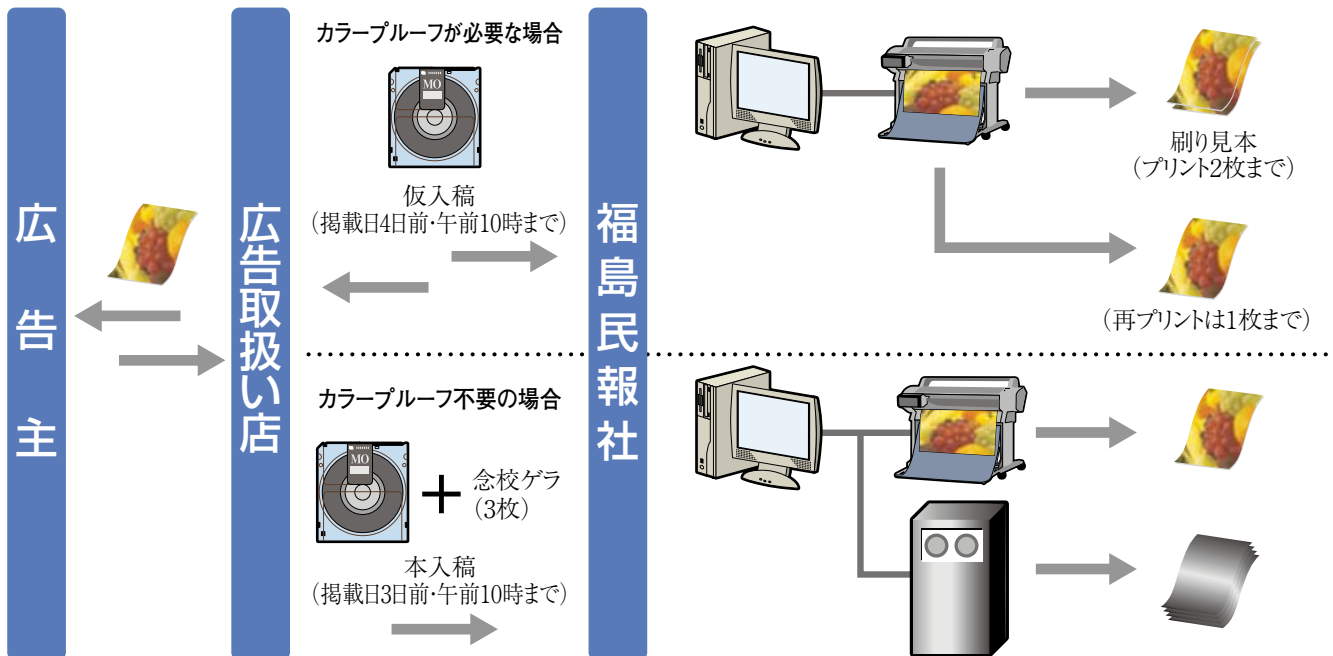 広告主
広告取扱い店
カラープルーフが必要な場合
MO
仮入稿
(掲載日4日前・午前10時まで)
福島民報社
刷り見本
(プリント2枚まで)
(再プリントは1枚まで)
カラープルーフ不要の場合
MO
+
念校ゲラ
(3枚)
本入稿
(掲載日3日前・午前10時まで)